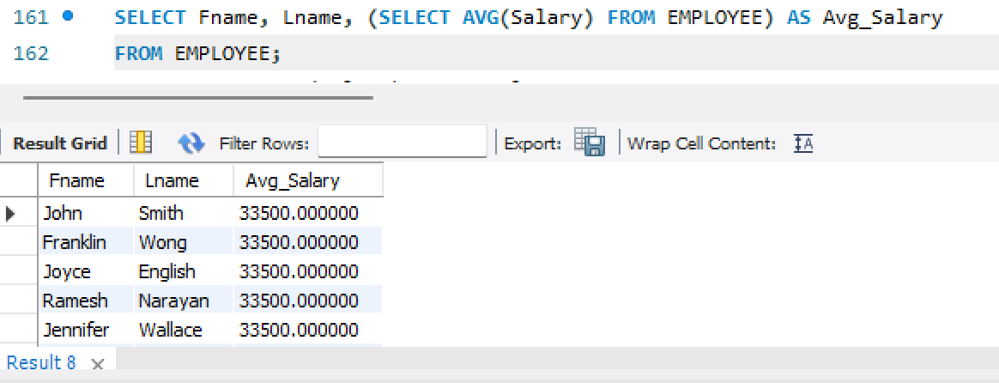 161 SELECT Fname, Lname, (SELECT AVG(Salary) FROM EMPLOYEE) AS Avg_Salary
162 FROM EMPLOYEE;
Result Grid Filter Rows: Export: Wrap Cell Content: IA
Fname Lname Avg_Salary
John Smith 33500.000000
Franklin Wong 33500.000000
Joyce English 33500.000000
Ramesh Narayan 33500.000000
Jennifer Wallace 33500.000000
Result 8 ×